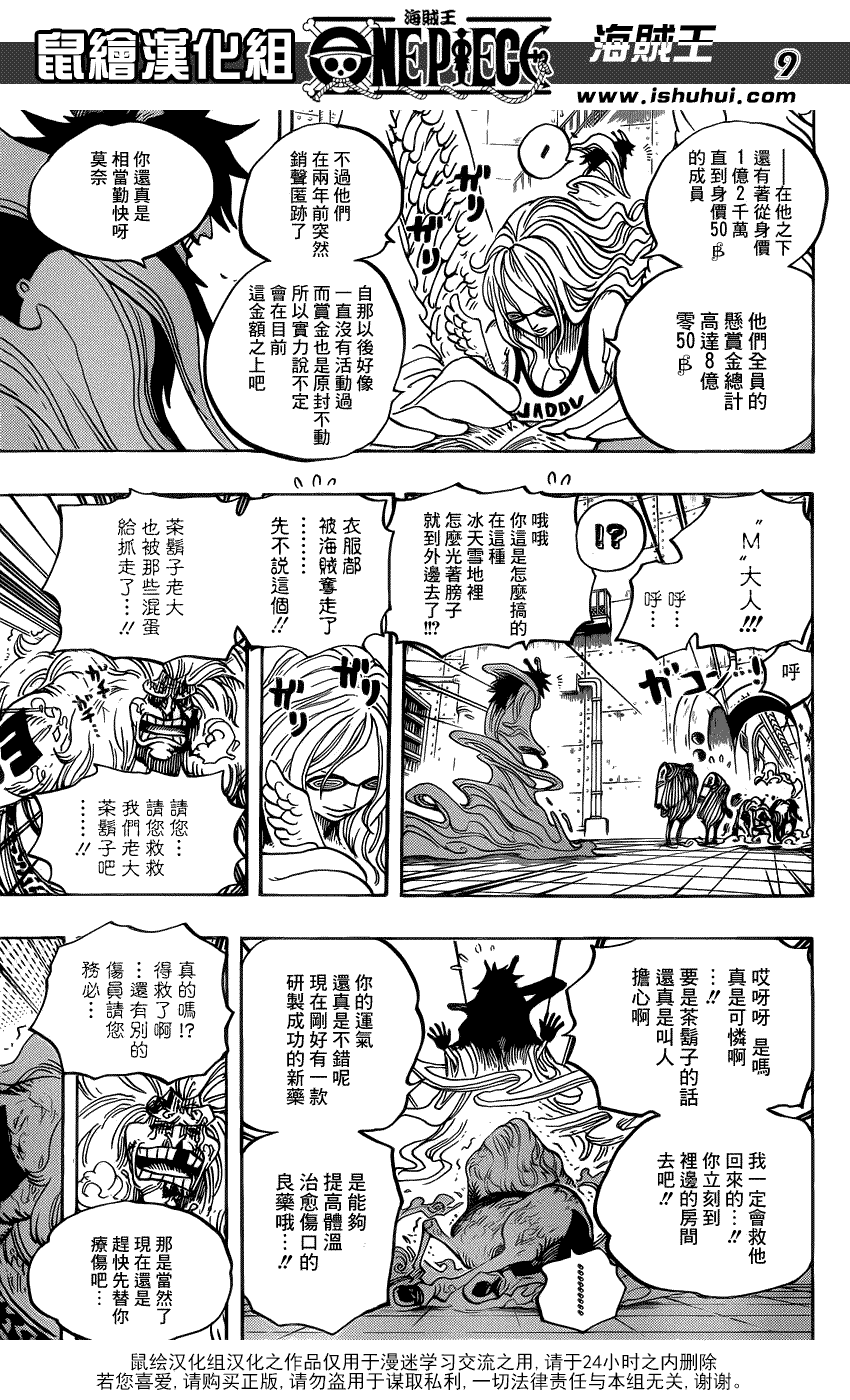 鼠繪漢化組
海賊王
ONE PIECE
海賊王
9
www.ishuhui.com
──在他之下
還有著從身價
1億2千萬
直到身價50฿
的成員
他們全員的
懸賞金總計
高達8億
零50฿
ガリ
ガリ
不過他們
在兩年前突然
銷聲匿跡了
自那以後好像
一直沒有活動過
而賞金也是原封不動
所以實力說不定
會在目前
這金額之上吧
JADDU
你還真是
相當勤快呀
莫奈
〝M〞大人!!!
呼…
呼…
呼
ガコン…!
!?
哦哦
你這是怎麼搞的
在這種
冰天雪地裡
怎麼光著膀子
就到外邊去了!!?
衣服都
被海賊奪走了
………
先不說這個!!
ガリ
ガリ
茶鬍子老大
也被那些混蛋
給抓走了…!!
ガチガチ
請您…
請您救救
我們老大
茶鬍子吧
……!!
哎呀呀 是嗎
真是可憐啊
…!!
要是茶鬍子的話
還真是叫人
擔心啊
我一定會救他
回來的…!!
你立刻到
裡邊的房間
去吧!!
………
你的運氣
還真是不錯呢
現在剛好有一款
研製成功的新藥
是能夠
提高體溫
治愈傷口的
良藥哦…!!
真的嗎!?
得救了啊
…還有別的
傷員請您
務必…
那是當然了
現在還是
趕快先替你
療傷吧…
鼠绘汉化组汉化之作品仅用于漫迷学习交流之用, 请于24小时之内删除
若您喜爱, 请购买正版, 请勿盗用于谋取私利, 一切法律责任与本组无关, 谢谢。